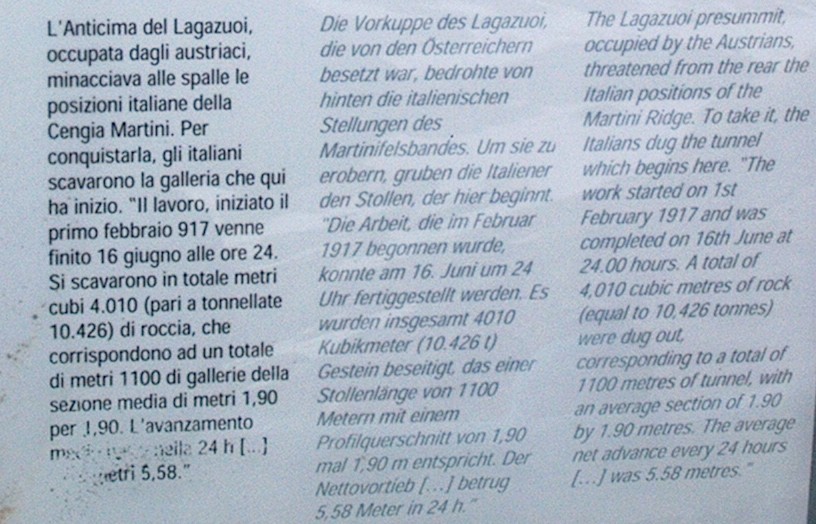 L'Anticima del Lagazuoi,
occupata dagli austriaci,
minacciava alle spalle le
posizioni italiane della
Cengia Martini. Per
conquistarla, gli italiani
scavarono la galleria che qui
ha inizio. "Il lavoro, iniziato il
primo febbraio 917 venne
finito 16 giugno alle ore 24.
Si scavarono in totale metri
cubi 4.010 (pari a tonnellate
10.426) di roccia, che
corrispondono ad un totale
di metri 1100 di gallerie della
sezione media di metri 1,90
per 1,90. L'avanzamento
24 h [...]
metri 5,58."
Die Vorkuppe des Lagazuoi,
die von den Österreichern
besetzt war, bedrohte von
hinten die italienischen
Stellungen des
Martinifelsbandes. Um sie zu
erobern, gruben die Italiener
den Stollen, der hier beginnt.
"Die Arbeit, die im Februar
1917 begonnen wurde,
konnte am 16. Juni um 24
Uhr fertiggestellt werden. Es
wurden insgesamt 4010
Kubikmeter (10.426 t)
Gestein beseitigt, das einer
Stollenlänge von 1100
Metern mit einem
Profilquerschnitt von 1,90
mal 1,90 m entspricht. Der
Nettovortieb [...] betrug
5,58 Meter in 24 h."
The Lagazuoi presummit,
occupied by the Austrians,
threatened from the rear the
Italian positions of the
Martini Ridge. To take it, the
Italians dug the tunnel
which begins here. "The
work started on 1st
February 1917 and was
completed on 16th June at
24.00 hours. A total of
4,010 cubic metres of rock
(equal to 10,426 tonnes)
were dug out,
corresponding to a total of
1100 metres of tunnel, with
an average section of 1.90
by 1.90 metres. The average
net advance every 24 hours
[...] was 5.58 metres."